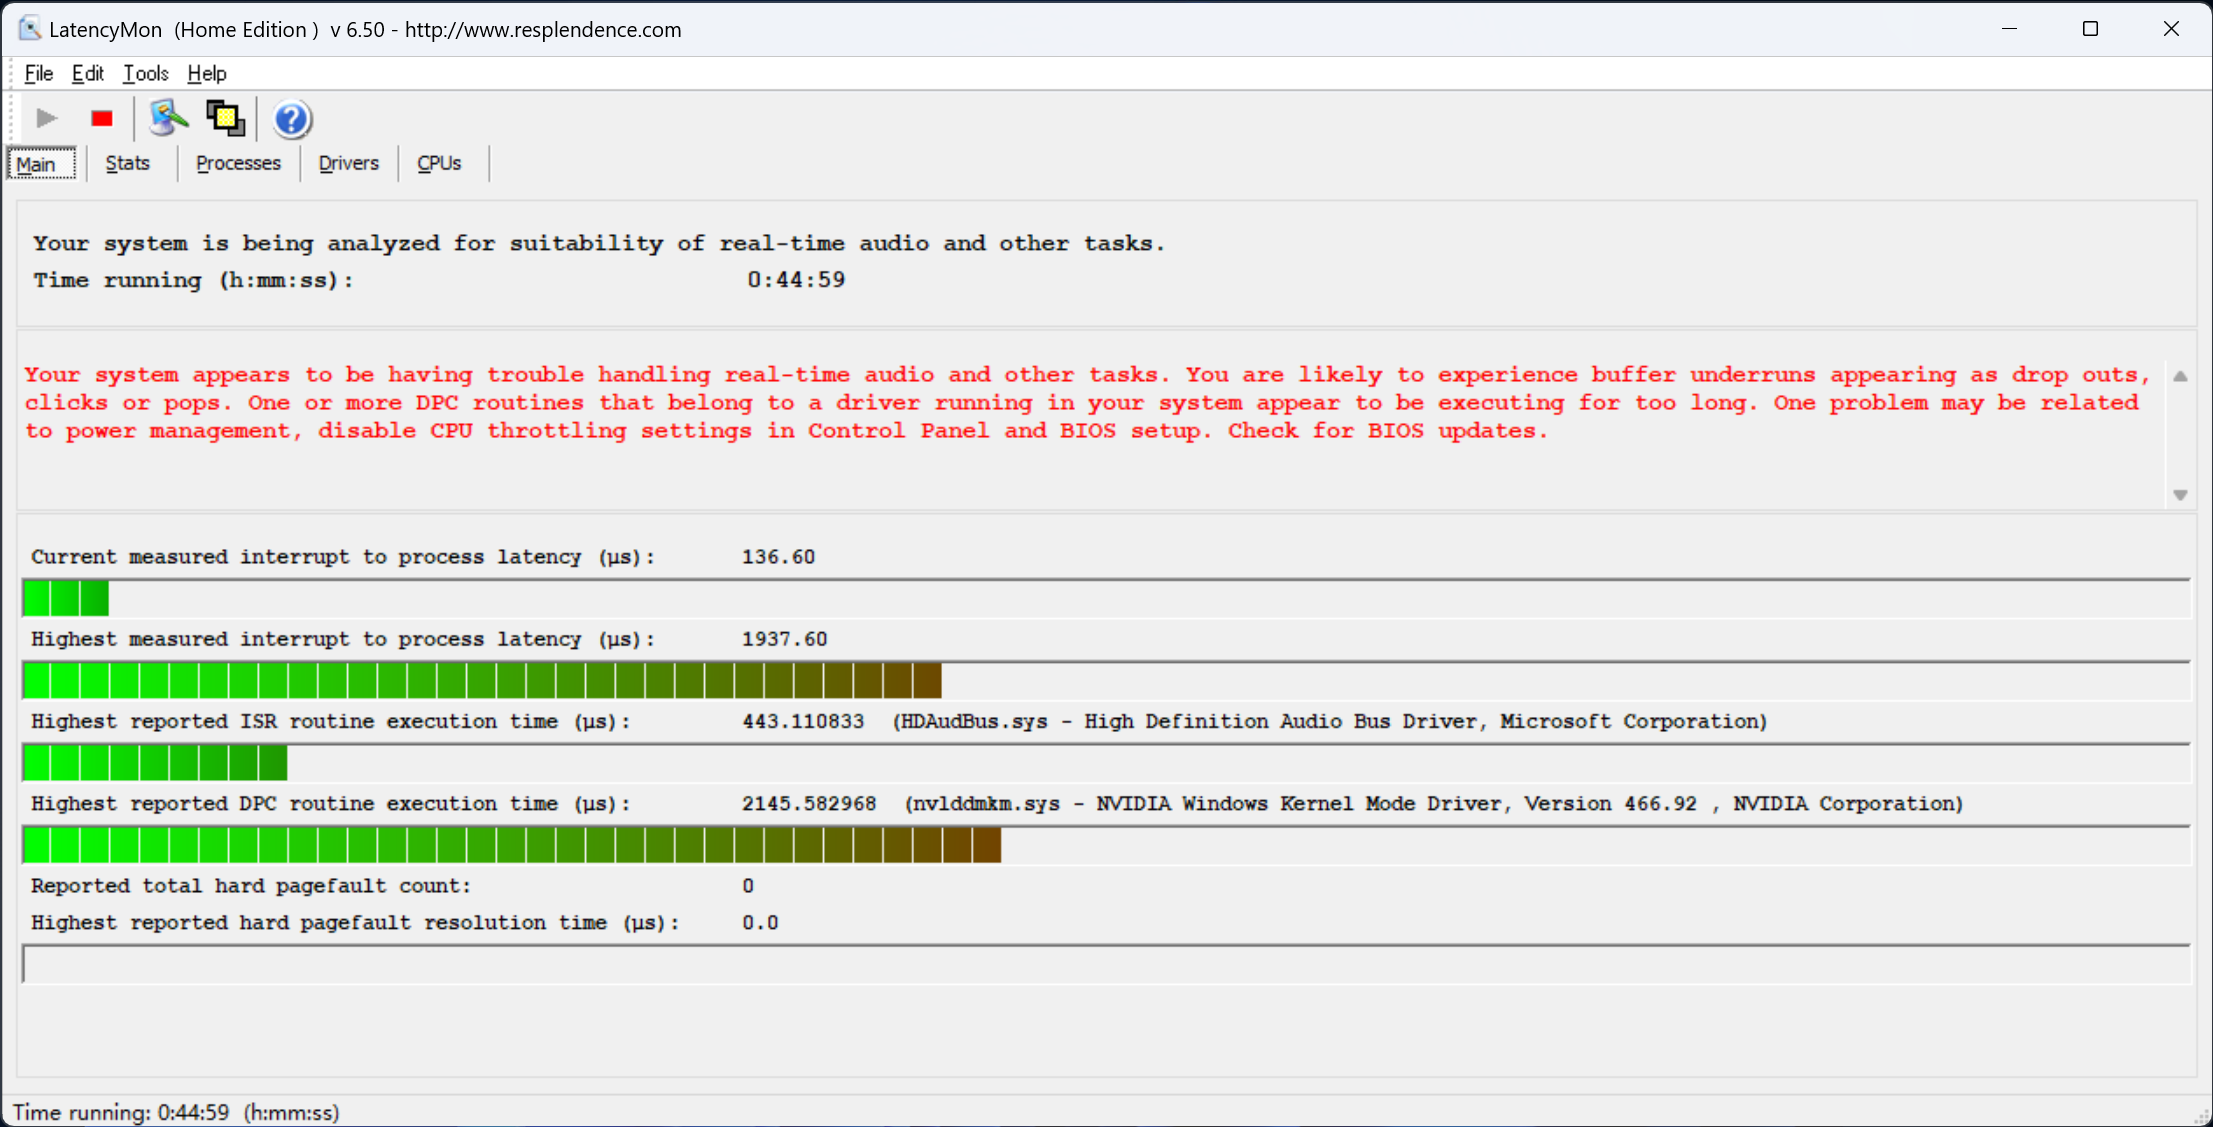 LatencyMon  (Home Edition )  v 6.50 - http://www.resplendence.com
File  Edit  Tools  Help
Main  Stats  Processes  Drivers  CPUs
Your system is being analyzed for suitability of real-time audio and other tasks.
Time running (h:mm:ss):  0:44:59
Your system appears to be having trouble handling real-time audio and other tasks. You are likely to experience buffer underruns appearing as drop outs,
clicks or pops. One or more DPC routines that belong to a driver running in your system appear to be executing for too long. One problem may be related
to power management, disable CPU throttling settings in Control Panel and BIOS setup. Check for BIOS updates.
Current measured interrupt to process latency (µs):  136.60
Highest measured interrupt to process latency (µs):  1937.60
Highest reported ISR routine execution time (µs):  443.110833  (HDAudBus.sys - High Definition Audio Bus Driver, Microsoft Corporation)
Highest reported DPC routine execution time (µs):  2145.582968  (nvlddmkm.sys - NVIDIA Windows Kernel Mode Driver, Version 466.92 , NVIDIA Corporation)
Reported total hard pagefault count:  0
Highest reported hard pagefault resolution time (µs):  0.0
Time running: 0:44:59  (h:mm:ss)